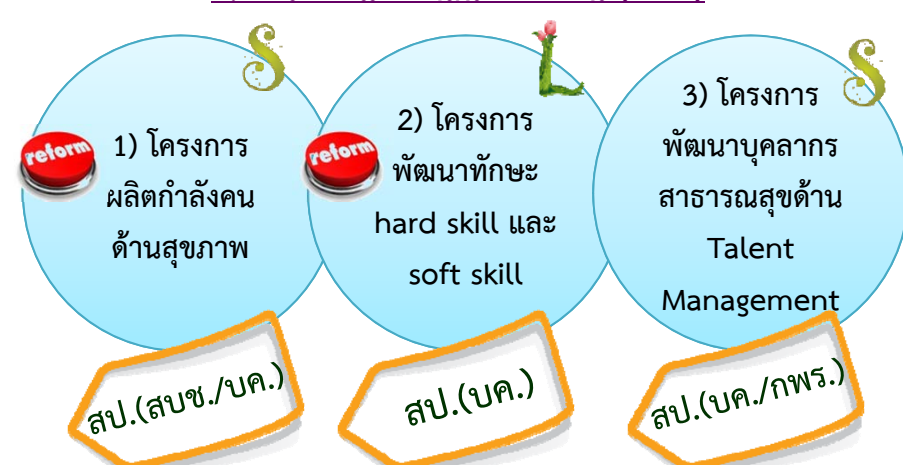 S
L
S
reform
1) โครงการ
ผลิตกำลังคน
ด้านสุขภาพ
reform
2) โครงการ
พัฒนาทักษะ
hard skill และ
soft skill
3) โครงการ
พัฒนาบุคลากร
สาธารณสุขด้าน
Talent
Management
สป.(สบช./บค.)
สป.(บค.)
สป.(บค./กพร.)